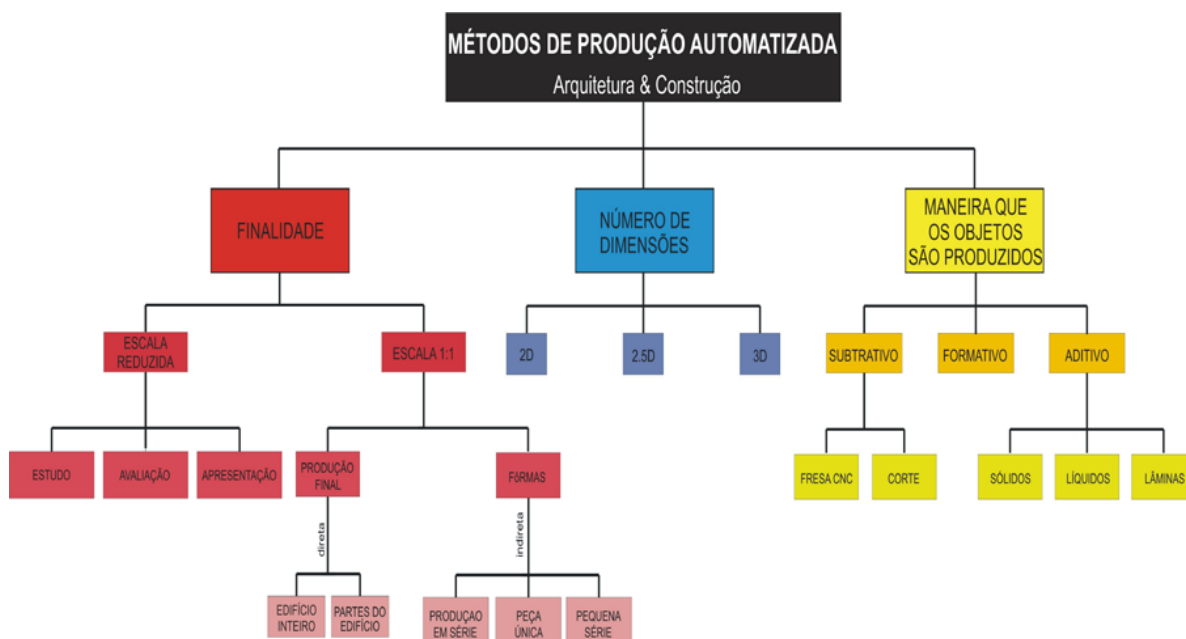 MÉTODOS DE PRODUÇÃO AUTOMATIZADA
Arquitetura & Construção
FINALIDADE
NÚMERO DE
DIMENSÕES
MANEIRA QUE
OS OBJETOS
SÃO PRODUZIDOS
ESCALA
REDUZIDA
ESCALA 1:1
2D
2.5D
3D
SUBTRATIVO
FORMATIVO
ADITIVO
ESTUDO
AVALIAÇÃO
APRESENTAÇÃO
PRODUÇÃO
FINAL
FôRMAS
FRESA CNC
CORTE
SÓLIDOS
LÍQUIDOS
LÂMINAS
direta
indireta
EDIFÍCIO
INTEIRO
PARTES DO
EDIFÍCIO
PRODUÇAO
EM SÉRIE
PEÇA
ÚNICA
PEQUENA
SÉRIE